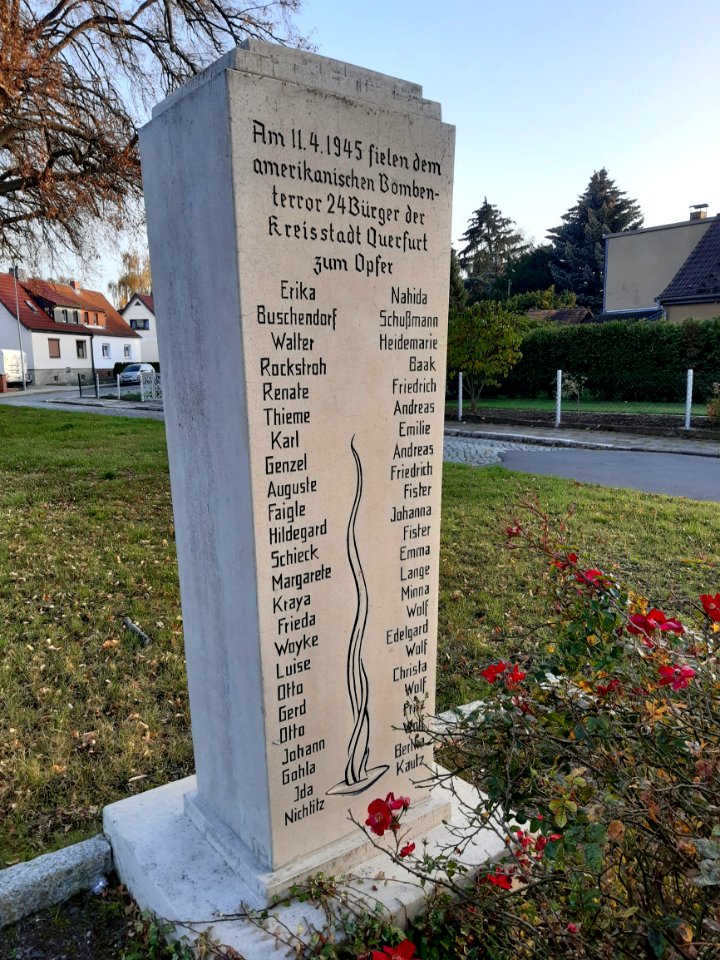 Am 11.4.1945 fielen dem
amerikanischen Bomben-
terror 24 Bürger der
Kreisstadt Querfurt
zum Opfer
Erika
Buschendorf
Walter
Rockstroh
Renate
Thieme
Karl
Genzel
Auguste
Faigle
Hildegard
Schieck
Margarete
Kraya
Frieda
Woyke
Luise
Otto
Gerd
Otto
Johann
Gohla
Ida
Nichtitz
Nahida
Schußmann
Heidemarie
Baak
Friedrich
Andreas
Emilie
Andreas
Friedrich
Fister
Johanna
Fister
Emma
Lange
Minna
Wolf
Edelgard
Wolf
Christa
Wolf
Fritz
Wolf
Bertha
Kautz